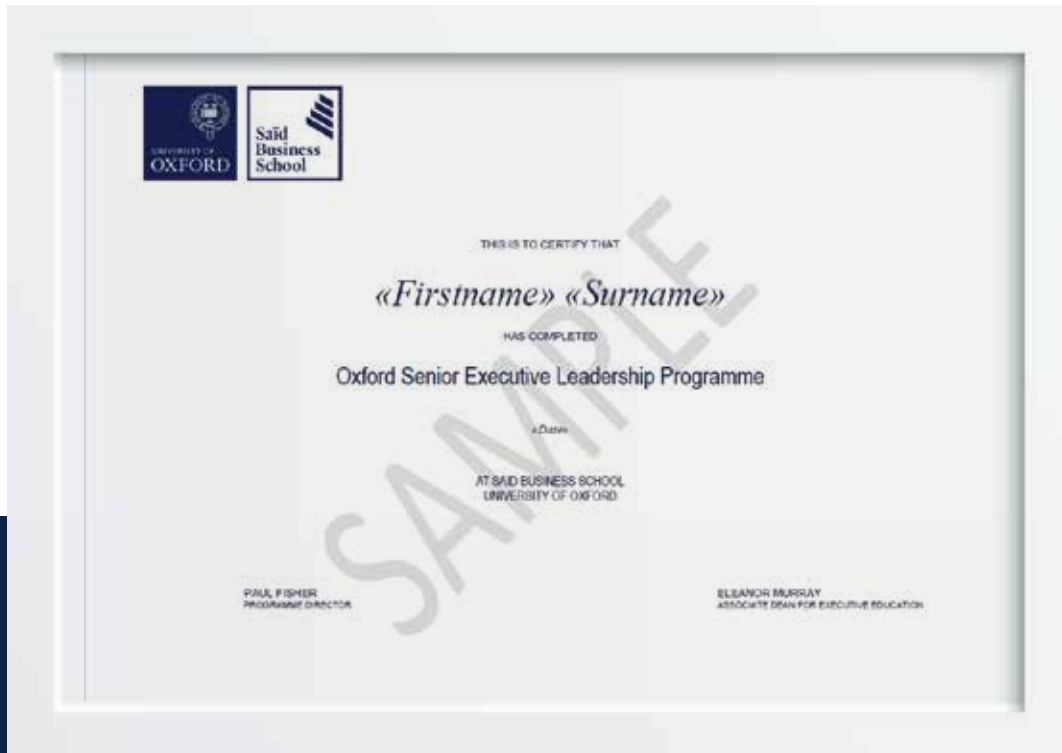 UNIVERSITY OF
OXFORD
Saïd
Business
School
THIS IS TO CERTIFY THAT
«Firstname» «Surname»
HAS COMPLETED
Oxford Senior Executive Leadership Programme
«Date»
AT SAID BUSINESS SCHOOL
UNIVERSITY OF OXFORD
SAMPLE
PAUL FISHER
PROGRAMME DIRECTOR
ELEANOR MURRAY
ASSOCIATE DEAN FOR EXECUTIVE EDUCATION